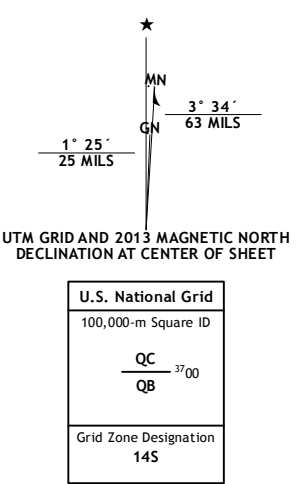 ★
MN
3° 34´
63 MILS
GN
1° 25´
25 MILS
UTM GRID AND 2013 MAGNETIC NORTH
DECLINATION AT CENTER OF SHEET
U.S. National Grid
100,000-m Square ID
QC
3700
QB
Grid Zone Designation
14S